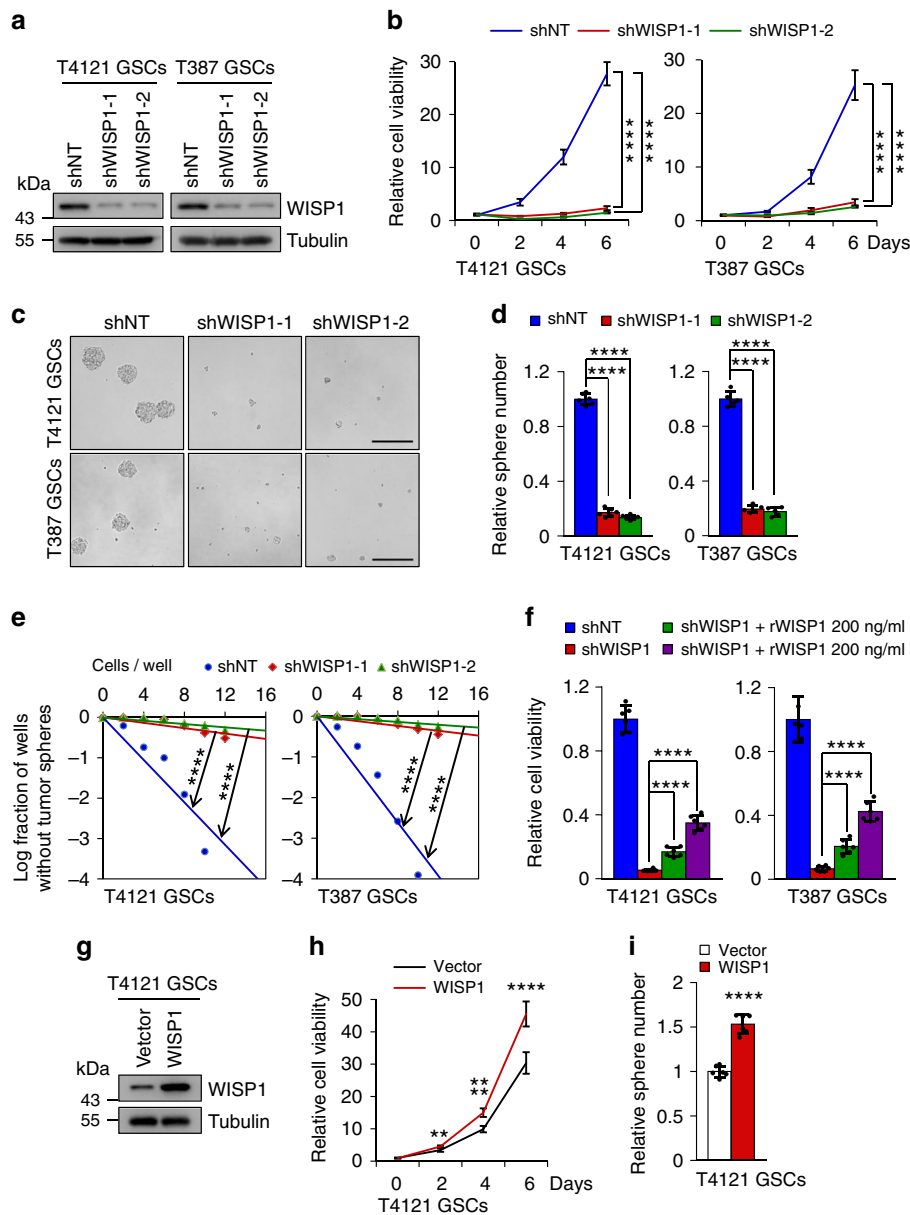 a
T4121 GSCs T387 GSCs
shNT shWISP1-1 shWISP1-2 shNT shWISP1-1 shWISP1-2
kDa
43
WISP1
55
Tubulin
b
shNT shWISP1-1 shWISP1-2
Relative cell viability
30
20
10
0
0 2 4 6
T4121 GSCs
****
****
30
20
10
0
0 2 4 6 Days
T387 GSCs
****
****
c
shNT shWISP1-1 shWISP1-2
T4121 GSCs
T387 GSCs
d
shNT shWISP1-1 shWISP1-2
Relative sphere number
1.2
0.8
0.4
0
****
****
T4121 GSCs
1.2
0.8
0.4
0
****
****
T387 GSCs
e
Cells / well shNT shWISP1-1 shWISP1-2
Log fraction of wells
without tumor spheres
0 4 8 12 16
0
−1
−2
−3
−4
****
****
T4121 GSCs
0 4 8 12 16
0
−1
−2
−3
−4
****
****
T387 GSCs
f
shNT shWISP1 + rWISP1 200 ng/ml
shWISP1 shWISP1 + rWISP1 200 ng/ml
Relative cell viability
1.2
0.8
0.4
0
****
****
T4121 GSCs
1.2
0.8
0.4
0
****
****
T387 GSCs
g
T4121 GSCs
Vetctor WISP1
kDa
43
WISP1
55
Tubulin
h
Vector
WISP1
Relative cell viability
50
40
30
20
10
0
**
**
**
****
0 2 4 6 Days
T4121 GSCs
i
Vector
WISP1
Relative sphere number
2
1.5
1
0.5
0
****
T4121 GSCs